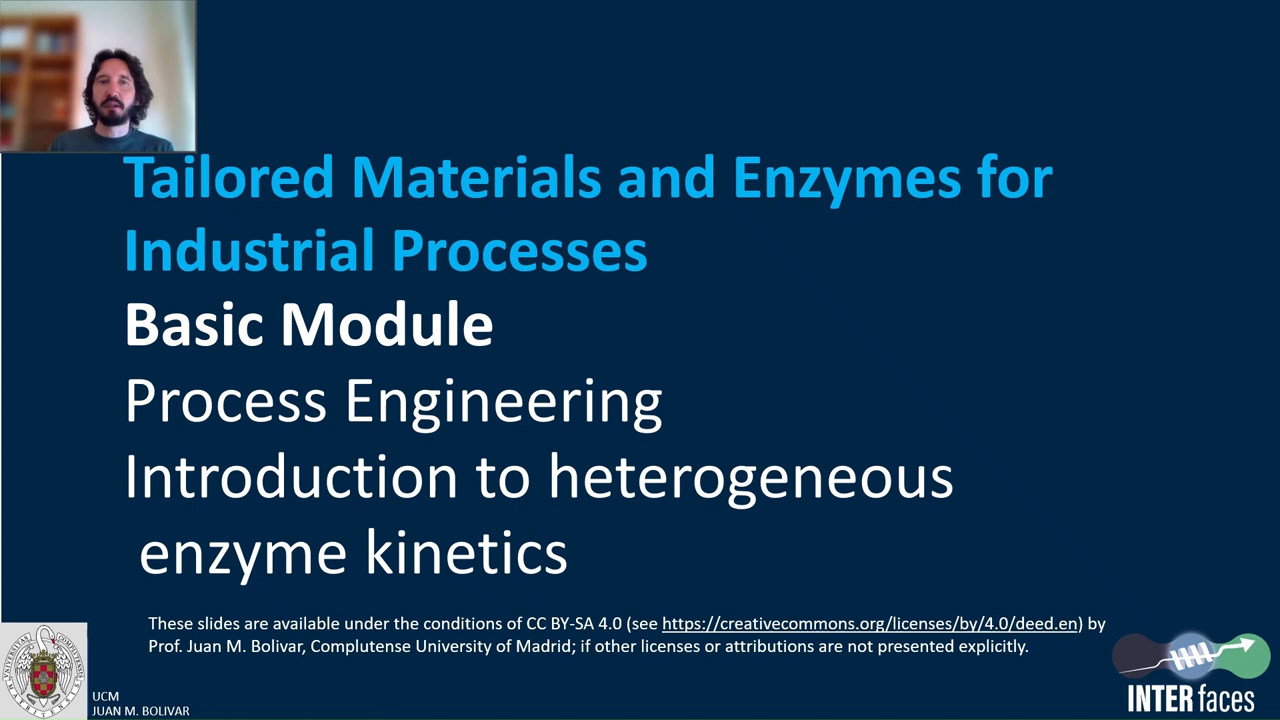 Tailored Materials and Enzymes for
Industrial Processes
Basic Module
Process Engineering
Introduction to heterogeneous
enzyme kinetics
These slides are available under the conditions of CC BY-SA 4.0 (see https://creativecommons.org/licenses/by/4.0/deed.en) by
Prof. Juan M. Bolivar, Complutense University of Madrid; if other licenses or attributions are not presented explicitly.
UCM
JUAN M. BOLIVAR
INTERfaces